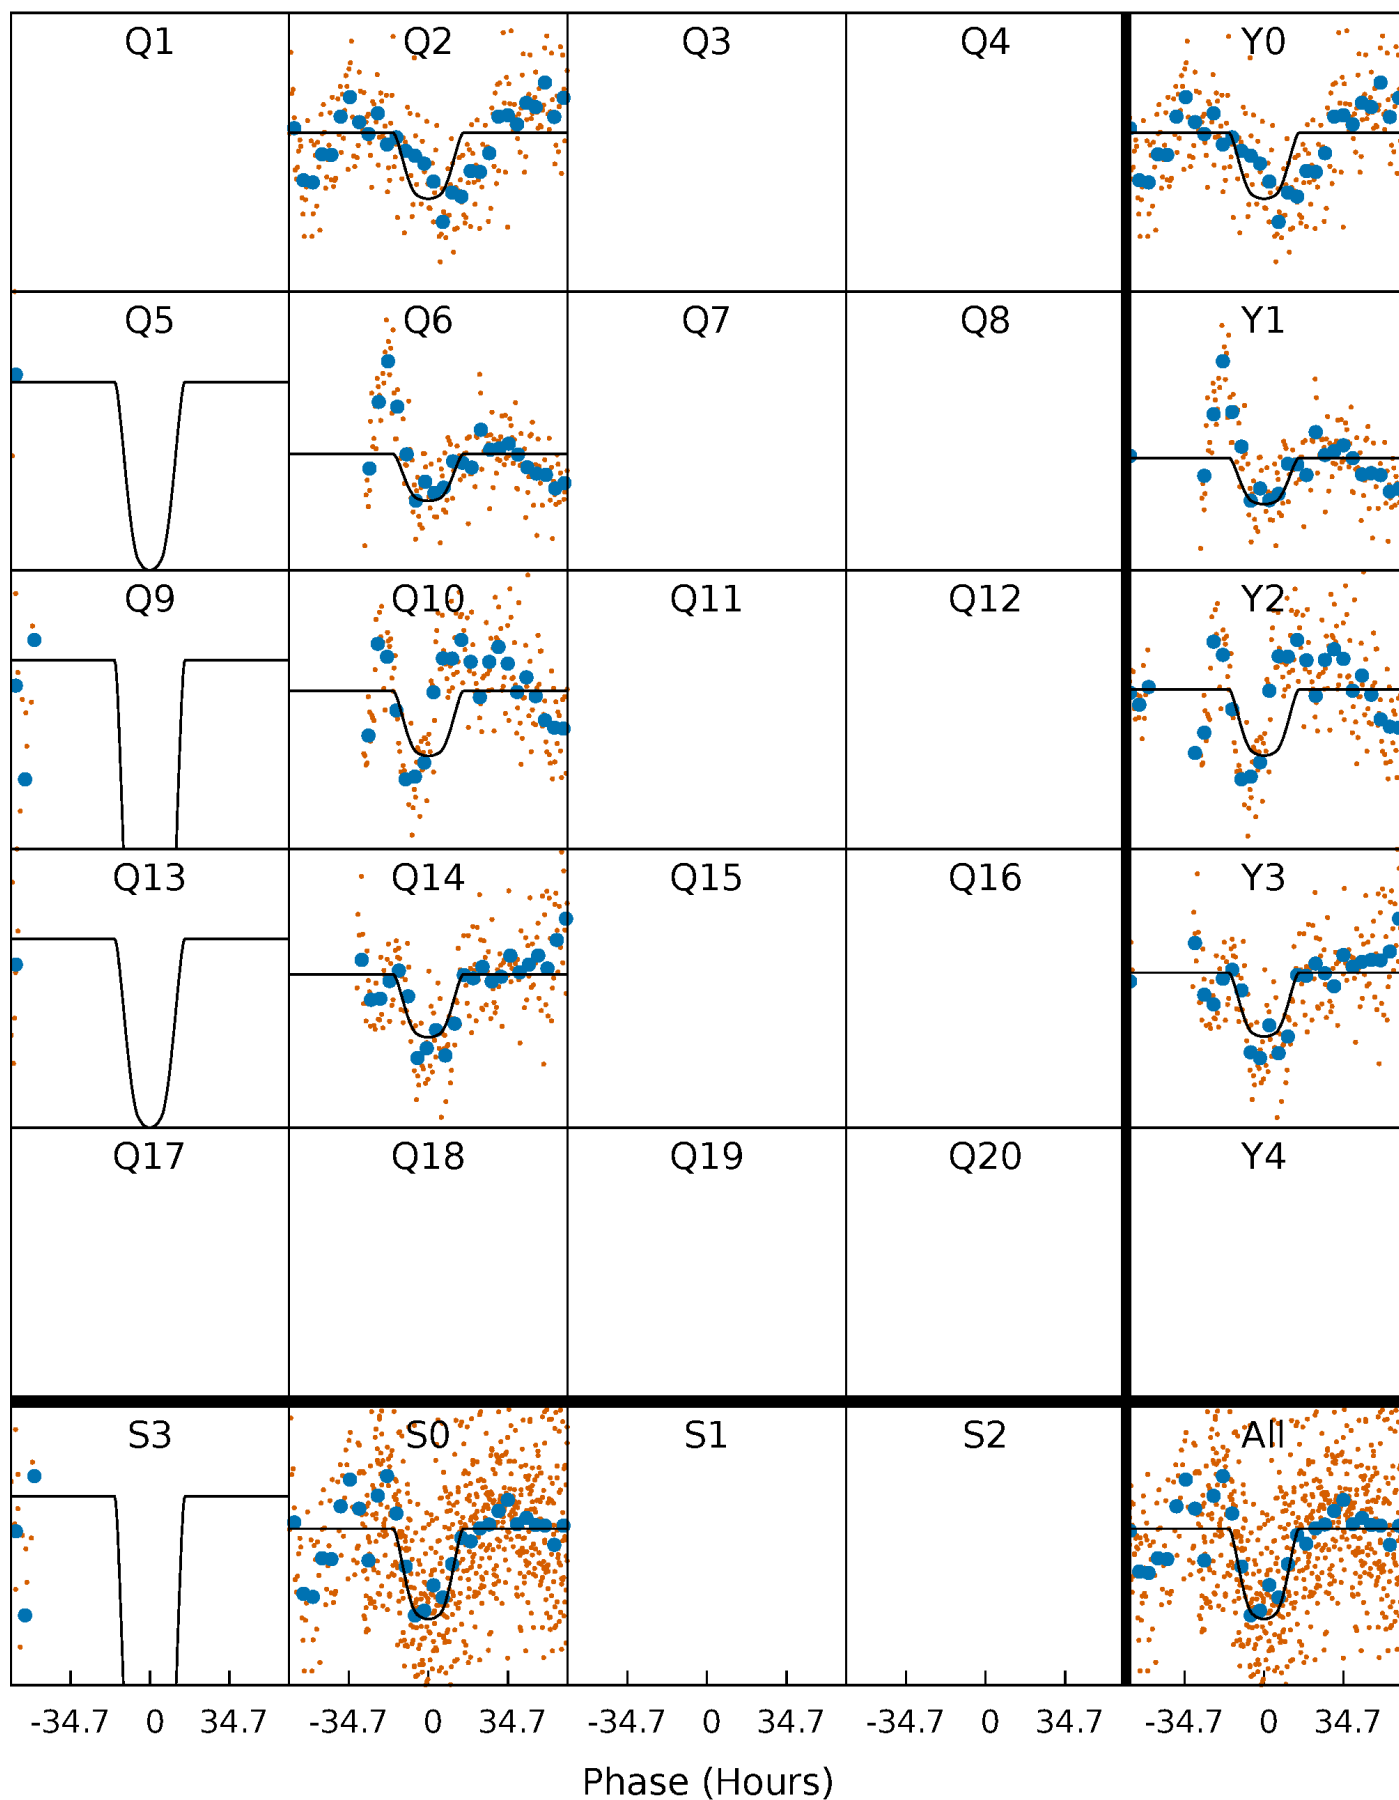 Q1 Q2 Q3 Q4 Y0
Q5 Q6 Q7 Q8 Y1
Q9 Q10 Q11 Q12 Y2
Q13 Q14 Q15 Q16 Y3
Q17 Q18 Q19 Q20 Y4
S3 S0 S1 S2 All
-34.7 0 34.7 -34.7 0 34.7 -34.7 0 34.7 -34.7 0 34.7 -34.7 0 34.7
Phase (Hours)